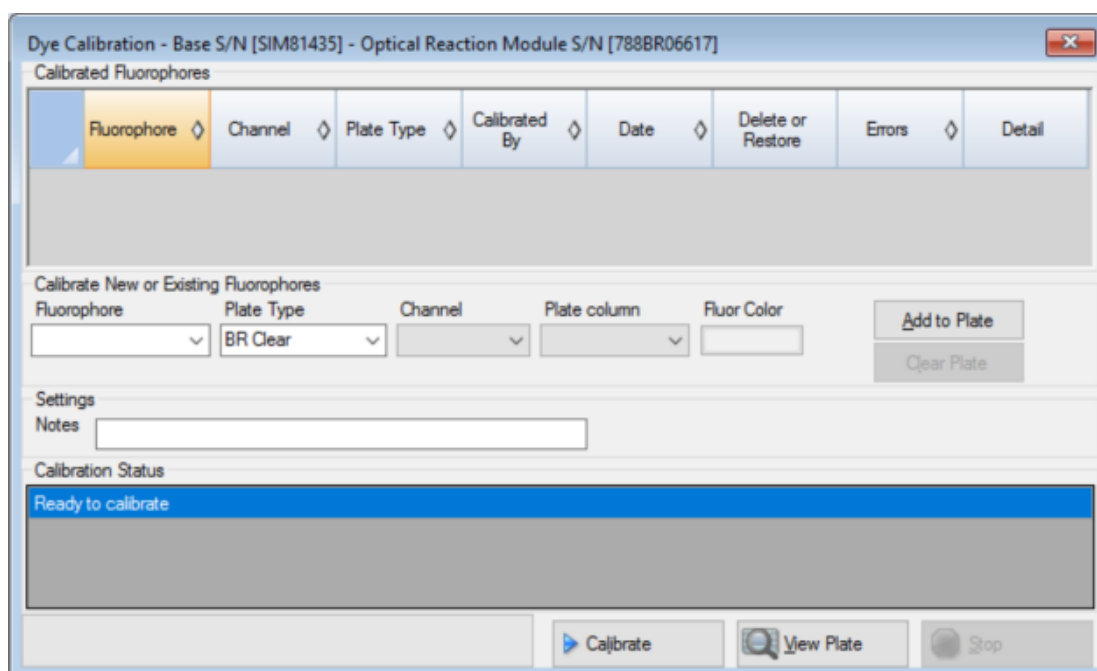 Dye Calibration - Base S/N [SIM81435] - Optical Reaction Module S/N [788BR06617]
Calibrated Fluorophores
Fluorophore Channel Plate Type Calibrated By Date Delete or Restore Errors Detail
Calibrate New or Existing Fluorophores
Fluorophore Plate Type Channel Plate column Fluor Color
BR Clear
Add to Plate
Clear Plate
Settings
Notes
Calibration Status
Ready to calibrate
Calibrate View Plate Stop